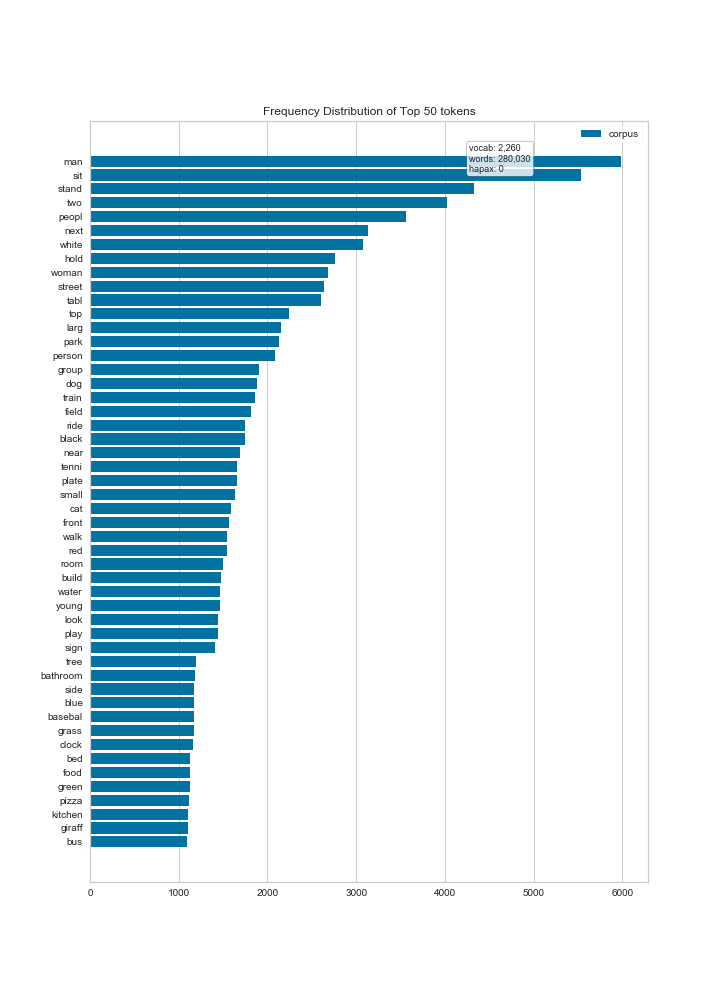 Frequency Distribution of Top 50 tokens
corpus
vocab: 2,260
words: 280,030
hapax: 0
man
sit
stand
two
peopl
next
white
hold
woman
street
tabl
top
larg
park
person
group
dog
train
field
ride
black
near
tenni
plate
small
cat
front
walk
red
room
build
water
young
look
play
sign
tree
bathroom
side
blue
basebal
grass
clock
bed
food
green
pizza
kitchen
giraff
bus
0 1000 2000 3000 4000 5000 6000